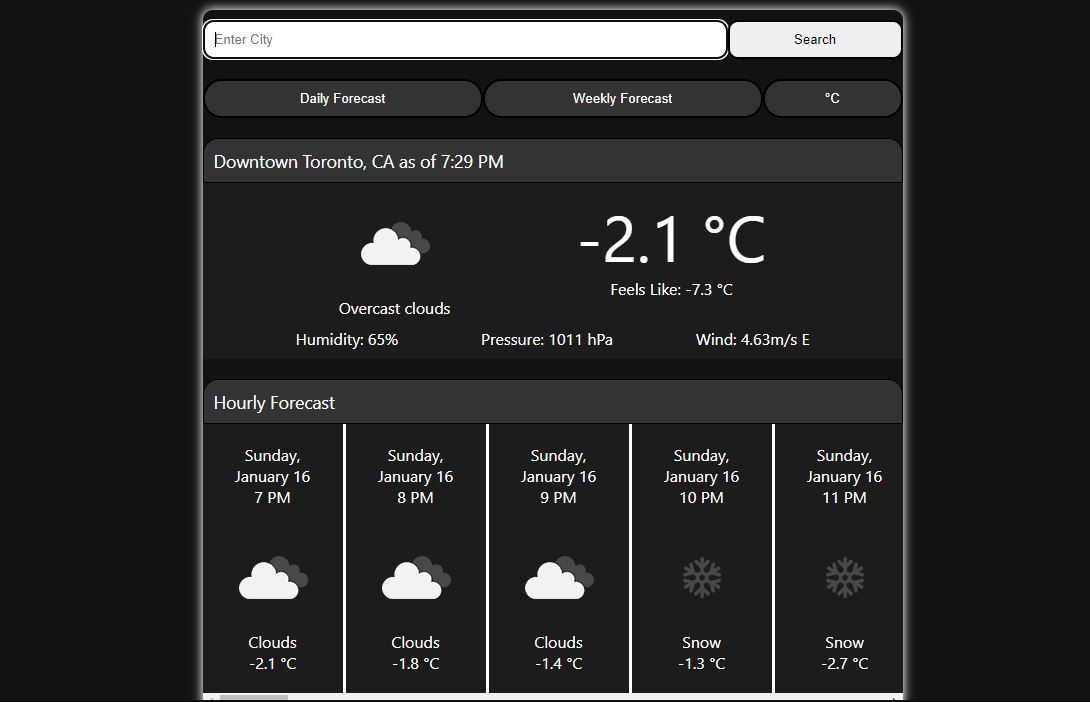 Enter City
Search
Daily Forecast
Weekly Forecast
°C
Downtown Toronto, CA as of 7:29 PM
-2.1 °C
Feels Like: -7.3 °C
Overcast clouds
Humidity: 65%
Pressure: 1011 hPa
Wind: 4.63m/s E
Hourly Forecast
Sunday,
January 16
7 PM
Clouds
-2.1 °C
Sunday,
January 16
8 PM
Clouds
-1.8 °C
Sunday,
January 16
9 PM
Clouds
-1.4 °C
Sunday,
January 16
10 PM
Snow
-1.3 °C
Sunday,
January 16
11 PM
Snow
-2.7 °C